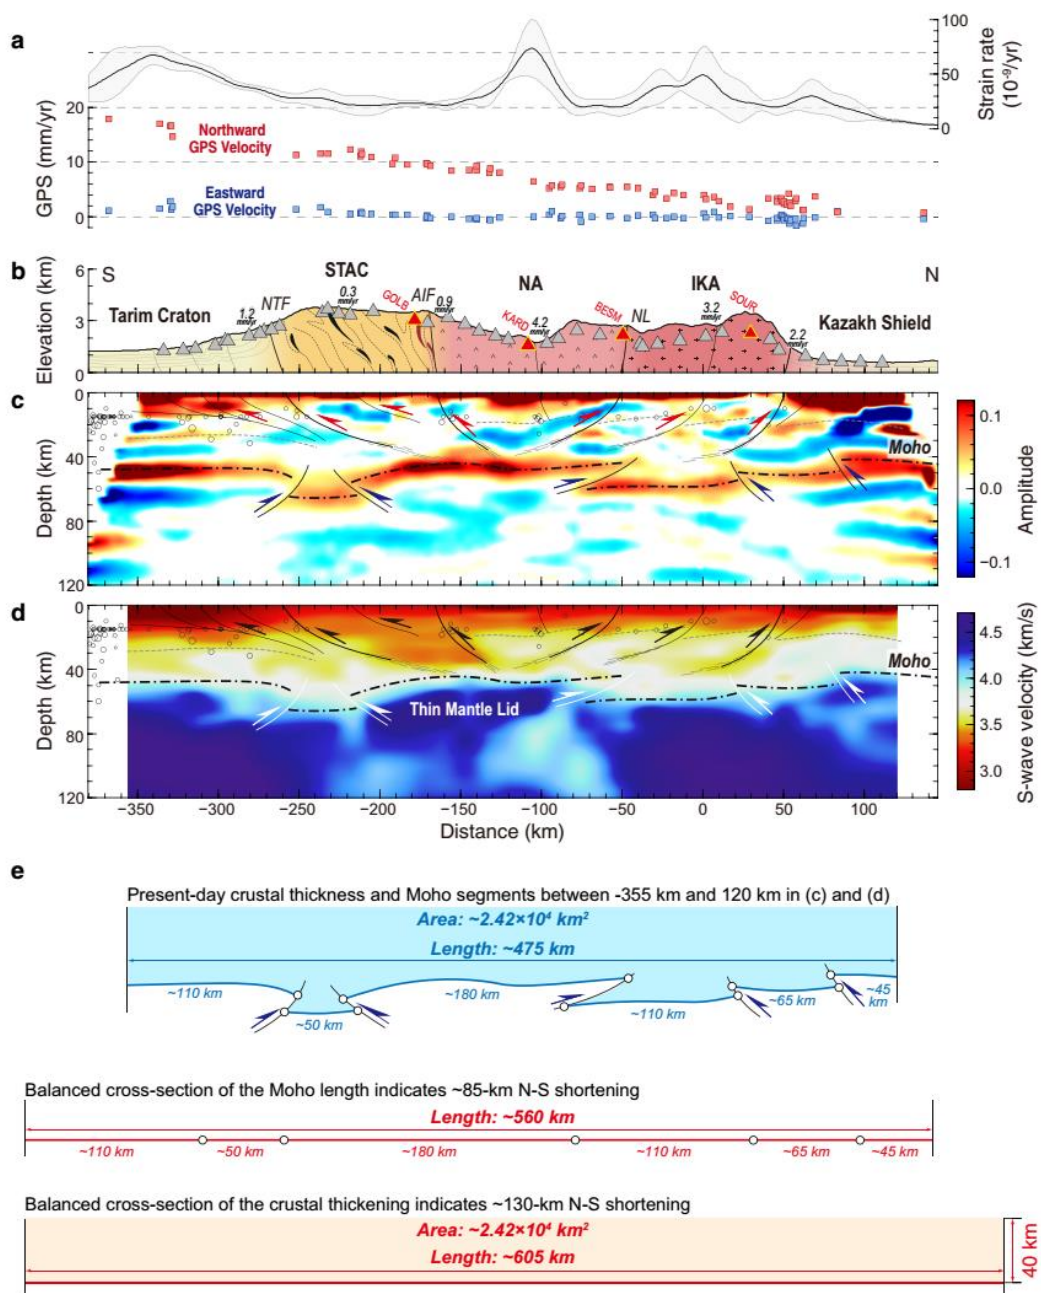 a
100
50
0
Strain rate
(10⁻⁹/yr)
20
10
0
GPS (mm/yr)
Northward
GPS Velocity
Eastward
GPS Velocity
b
6
3
0
Elevation (km)
S
STAC
NA
IKA
N
Tarim Craton
1.2
mm/yr
NTF
0.3
mm/yr
GOLB
AIF
0.9
mm/yr
KARD
4.2
mm/yr
BESM
NL
3.2
mm/yr
SOUR
2.2
mm/yr
Kazakh Shield
c
0
40
80
120
Depth (km)
Moho
0.1
0.0
−0.1
Amplitude
d
0
40
80
120
Depth (km)
Moho
Thin Mantle Lid
4.5
4.0
3.5
3.0
S-wave velocity (km/s)
−350 −300 −250 −200 −150 −100 −50 0 50 100
Distance (km)
e
Present-day crustal thickness and Moho segments between -355 km and 120 km in (c) and (d)
Area: ~2.42×10⁴ km²
Length: ~475 km
~110 km
~50 km
~180 km
~110 km
~65 km
~45
km
Balanced cross-section of the Moho length indicates ~85-km N-S shortening
Length: ~560 km
~110 km ~50 km ~180 km ~110 km ~65 km ~45 km
Balanced cross-section of the crustal thickening indicates ~130-km N-S shortening
Area: ~2.42×10⁴ km²
Length: ~605 km
40 km